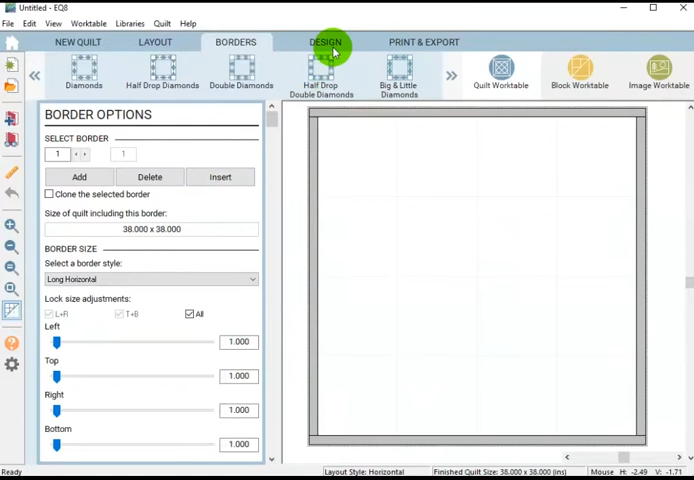 Untitled - EQ8
File Edit View Worktable Libraries Quilt Help
NEW QUILT LAYOUT BORDERS DESIGN PRINT & EXPORT
Diamonds
Half Drop Diamonds
Double Diamonds
Half Drop
Double Diamonds
Big & Little
Diamonds
Quilt Worktable
Block Worktable
Image Worktable
BORDER OPTIONS
SELECT BORDER
1 1
Add Delete Insert
Clone the selected border
Size of quilt including this border:
38.000 x 38.000
BORDER SIZE
Select a border style:
Long Horizontal
Lock size adjustments:
L+R T+B All
Left
1.000
Top
1.000
Right
1.000
Bottom
1.000
Ready Layout Style: Horizontal Finished Quilt Size: 38.000 x 38.000 (ins) Mouse H: -2.49 V: -1.71